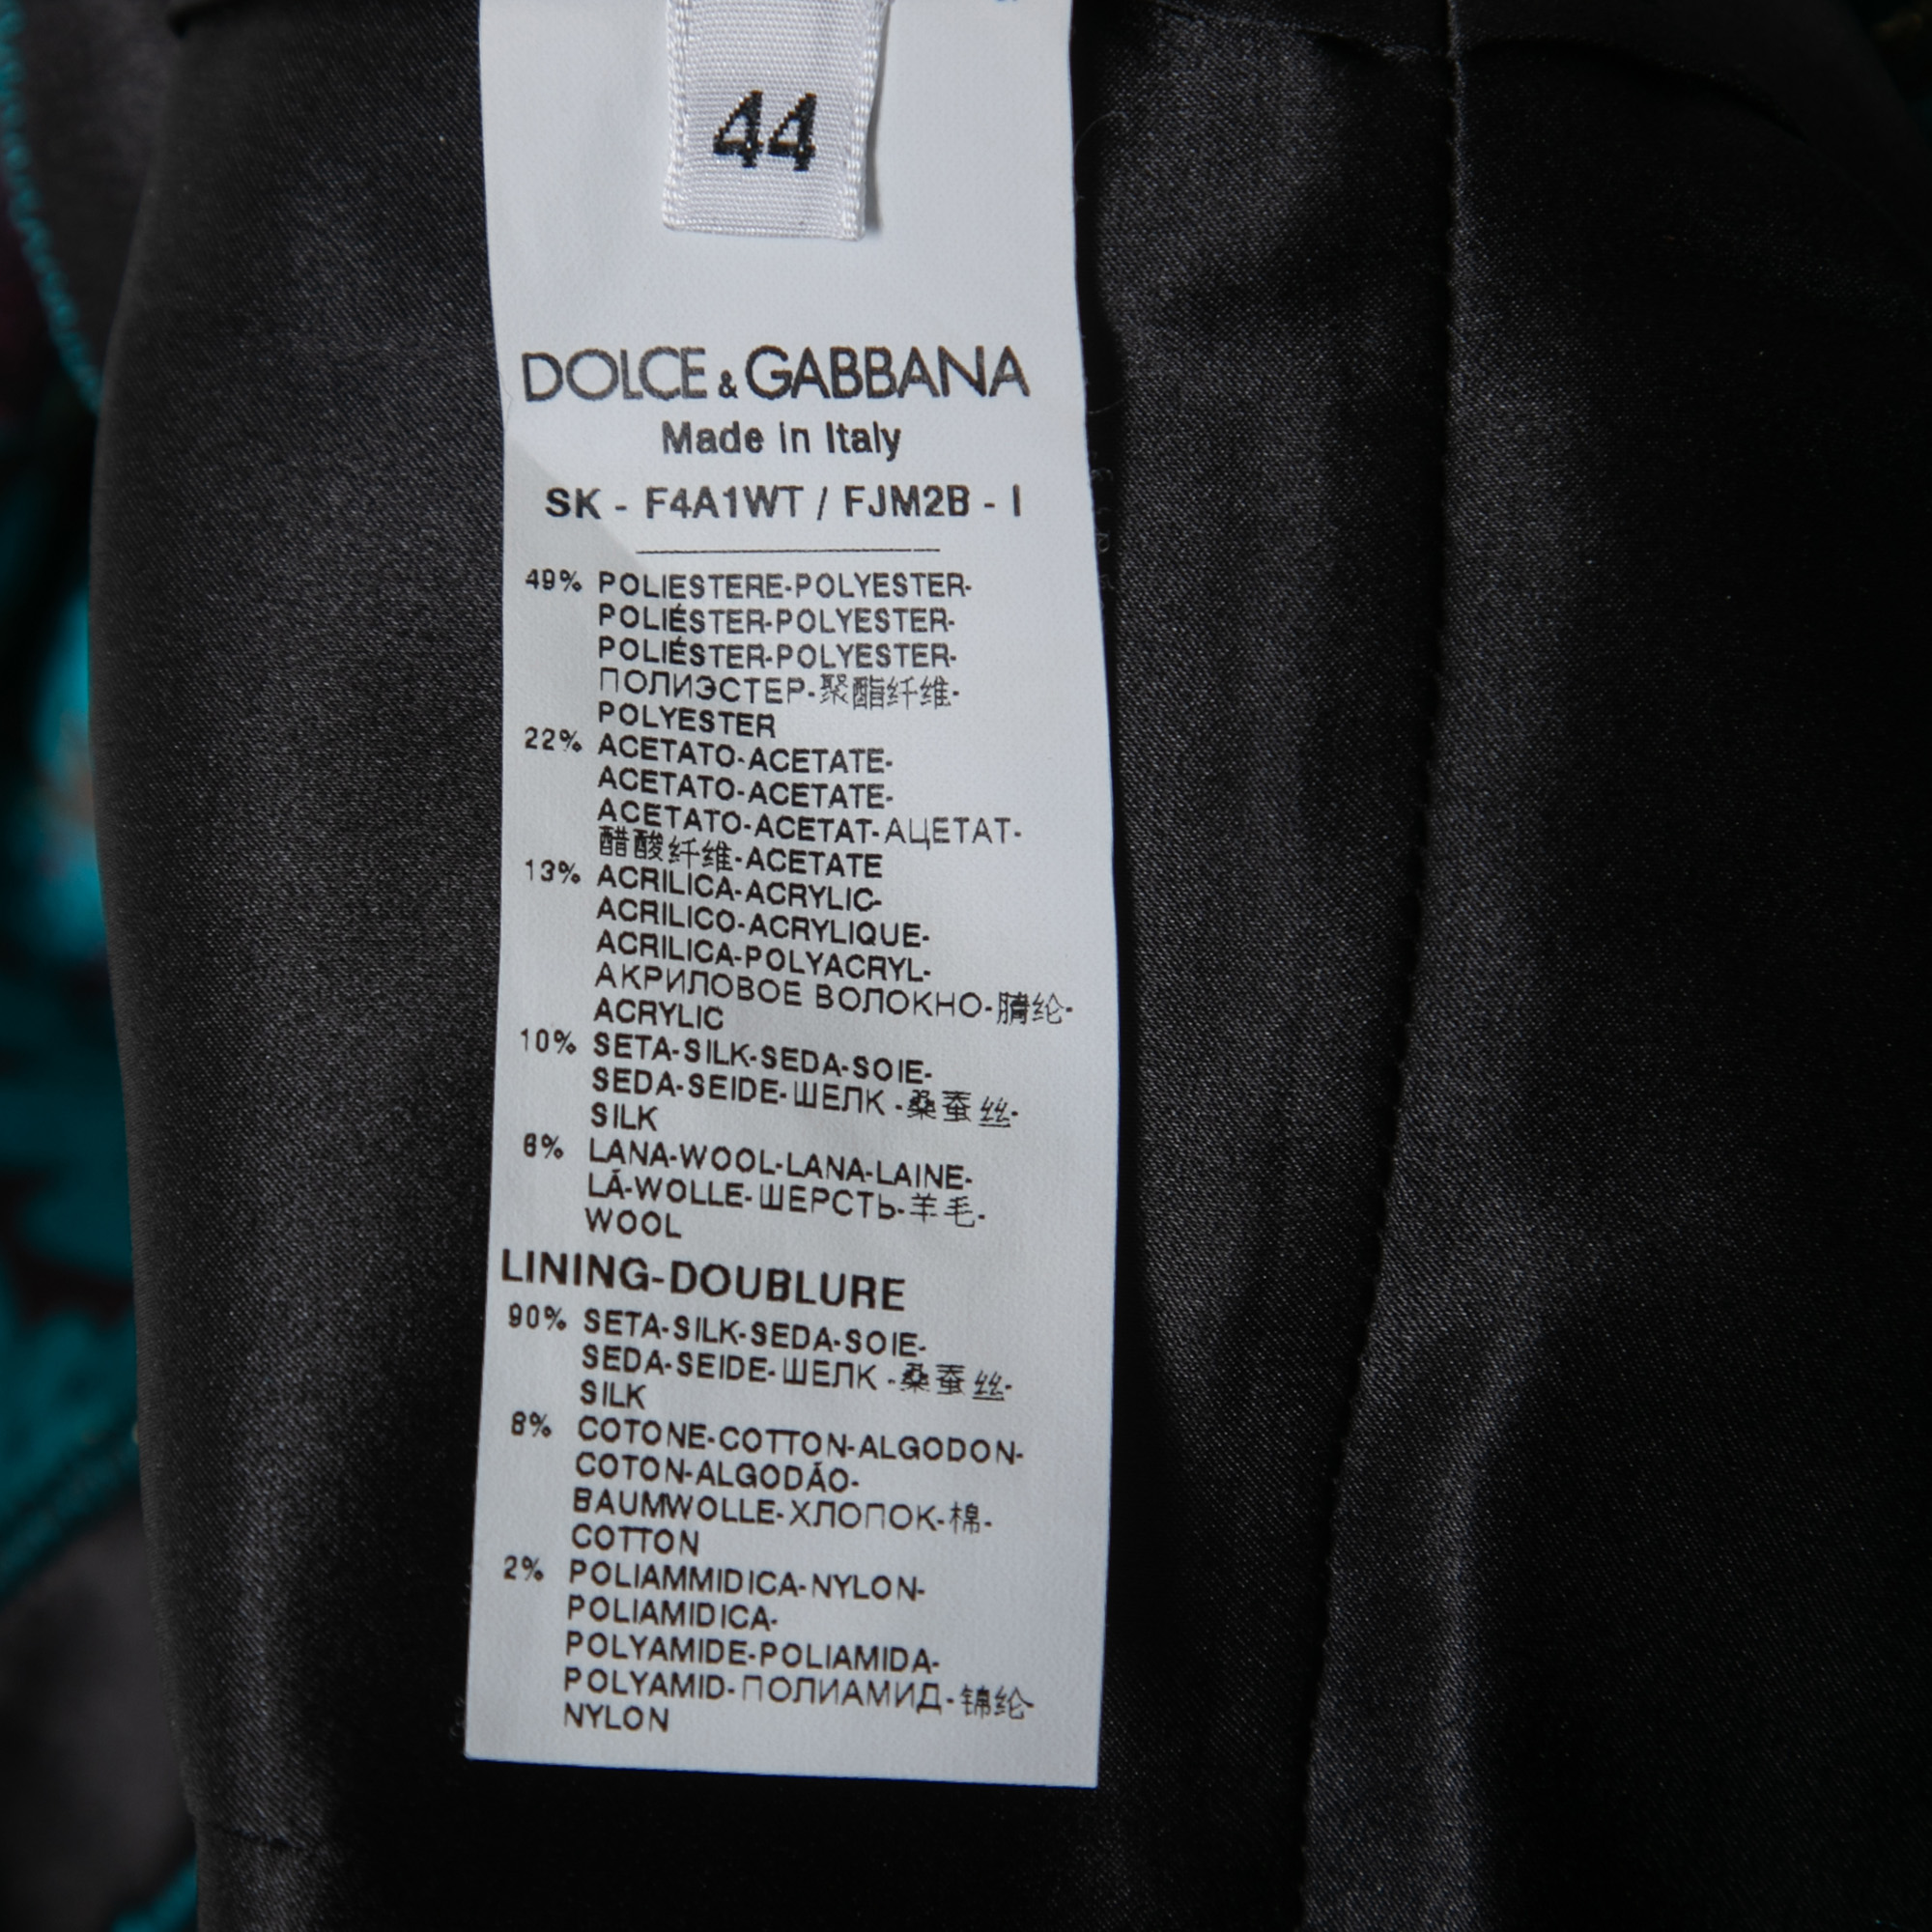 44
DOLCE & GABBANA
Made in Italy
SK - F4A1WT / FJM2B - I
49% POLIESTERE-POLYESTER-
POLIÉSTER-POLYESTER-
POLIÉSTER-POLYESTER-
ПОЛИЭСТЕР-聚酯纤维-
POLYESTER
22% ACETATO-ACETATE-
ACETATO-ACETATE-
ACETATO-ACETAT-АЦЕТАТ-
醋酸纤维-ACETATE
13% ACRILICA-ACRYLIC-
ACRILICO-ACRYLIQUE-
ACRILICA-POLYACRYL-
АКРИЛОВОЕ ВОЛОКНО-腈纶-
ACRYLIC
10% SETA-SILK-SEDA-SOIE-
SEDA-SEIDE-ШЕЛК -桑蚕丝-
SILK
6% LANA-WOOL-LANA-LAINE-
LÃ-WOLLE-ШЕРСТЬ-羊毛-
WOOL
LINING-DOUBLURE
90% SETA-SILK-SEDA-SOIE-
SEDA-SEIDE-ШЕЛК -桑蚕丝-
SILK
8% COTONE-COTTON-ALGODON-
COTON-ALGODÃO-
BAUMWOLLE-ХЛОПОК-棉-
COTTON
2% POLIAMMIDICA-NYLON-
POLIAMIDICA-
POLYAMIDE-POLIAMIDA-
POLYAMID-ПОЛИАМИД-锦纶-
NYLON